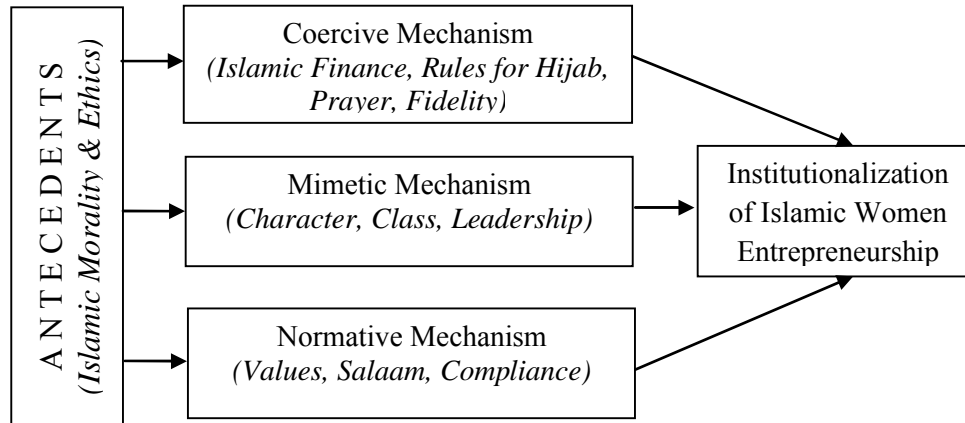 A N T E C E D E N T S
(Islamic Morality & Ethics)
Coercive Mechanism
(Islamic Finance, Rules for Hijab,
Prayer, Fidelity)
Mimetic Mechanism
(Character, Class, Leadership)
Normative Mechanism
(Values, Salaam, Compliance)
Institutionalization
of Islamic Women
Entrepreneurship